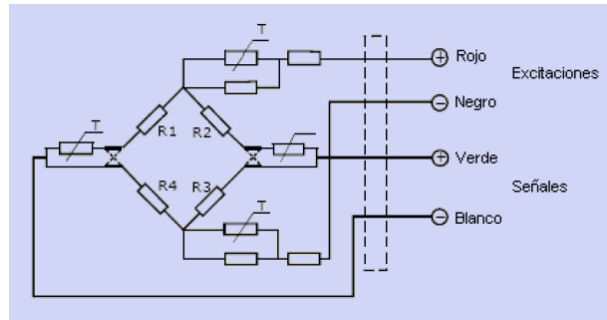 T
Rojo
Excitaciones
Negro
R1
R2
T
Verde
R4
R3
Señales
T
Blanco